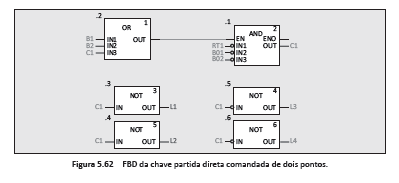 .2
OR 1
B1 IN1 OUT
B2 IN2
C1 IN3
.1
AND 2
EN ENO
RT1 IN1 OUT C1
B01 IN2
B02 IN3
.3
NOT 3
C1 IN OUT L1
.5
NOT 4
C1 IN OUT L3
.4
NOT 5
C1 IN OUT L2
.6
NOT 6
C1 IN OUT L4
Figura 5.62 FBD da chave partida direta comandada de dois pontos.